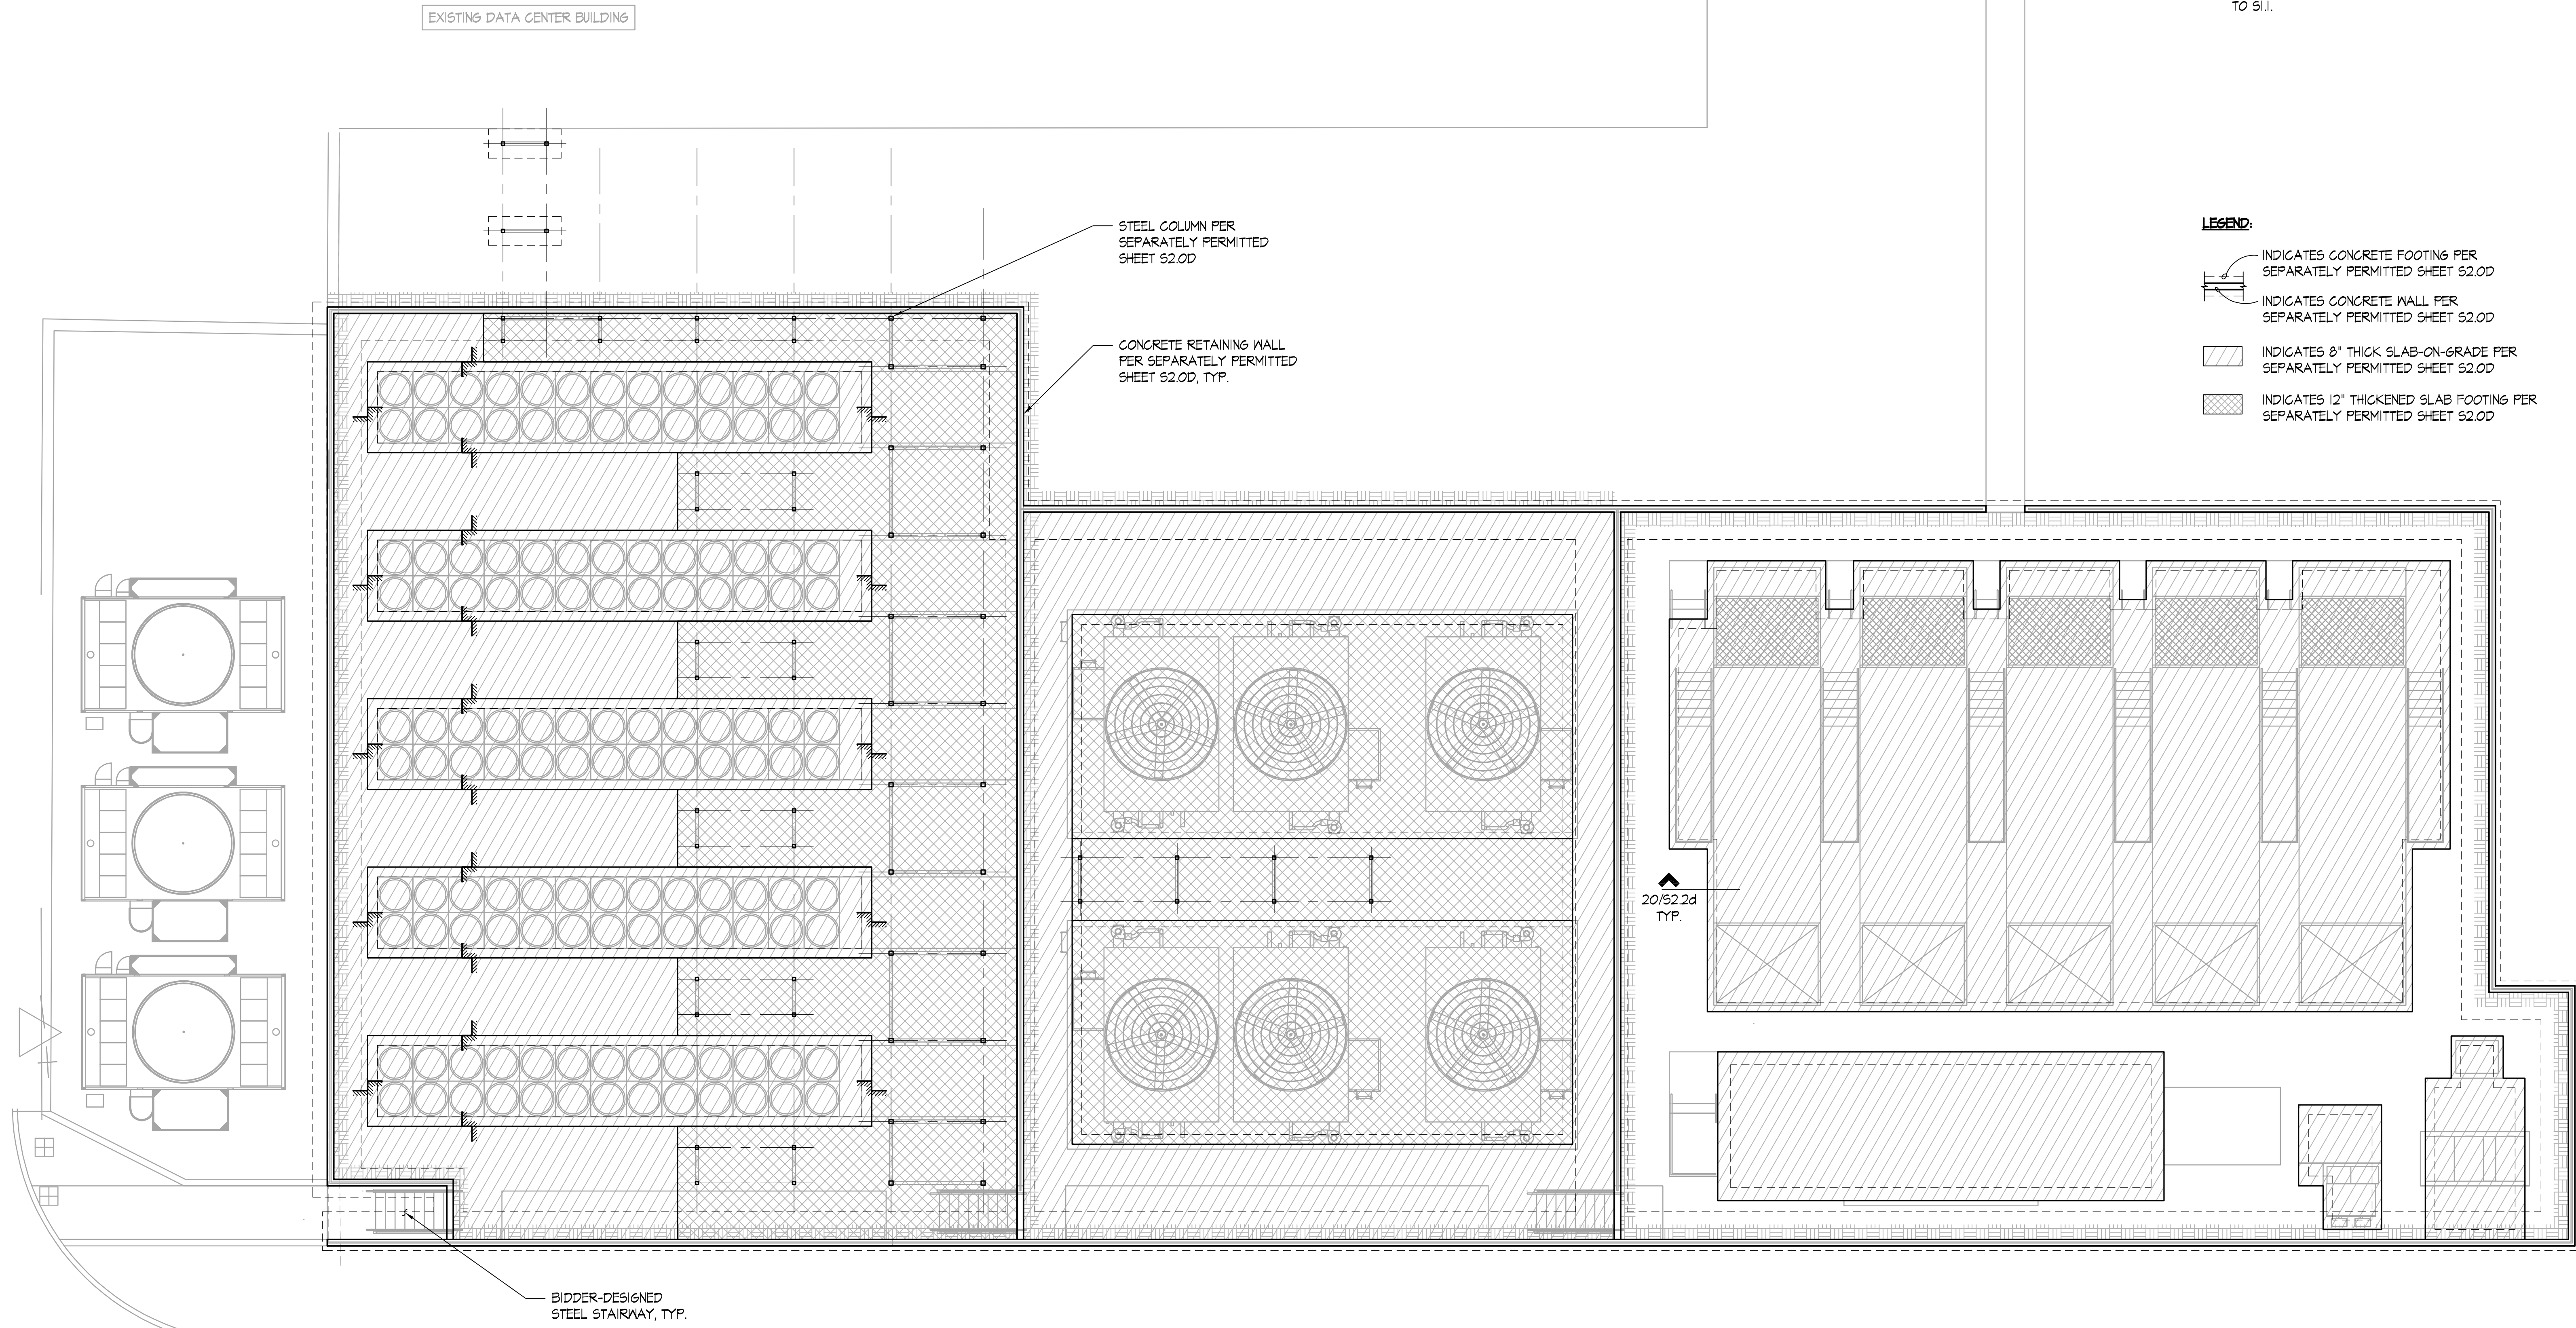 EXISTING DATA CENTER BUILDING
TO S1.1.
STEEL COLUMN PER
SEPARATELY PERMITTED
SHEET S2.0D
CONCRETE RETAINING WALL
PER SEPARATELY PERMITTED
SHEET S2.0D, TYP.
LEGEND:
INDICATES CONCRETE FOOTING PER
SEPARATELY PERMITTED SHEET S2.0D
INDICATES CONCRETE WALL PER
SEPARATELY PERMITTED SHEET S2.0D
INDICATES 8" THICK SLAB-ON-GRADE PER
SEPARATELY PERMITTED SHEET S2.0D
INDICATES 12" THICKENED SLAB FOOTING PER
SEPARATELY PERMITTED SHEET S2.0D
20/S2.2d
TYP.
BIDDER-DESIGNED
STEEL STAIRWAY, TYP.